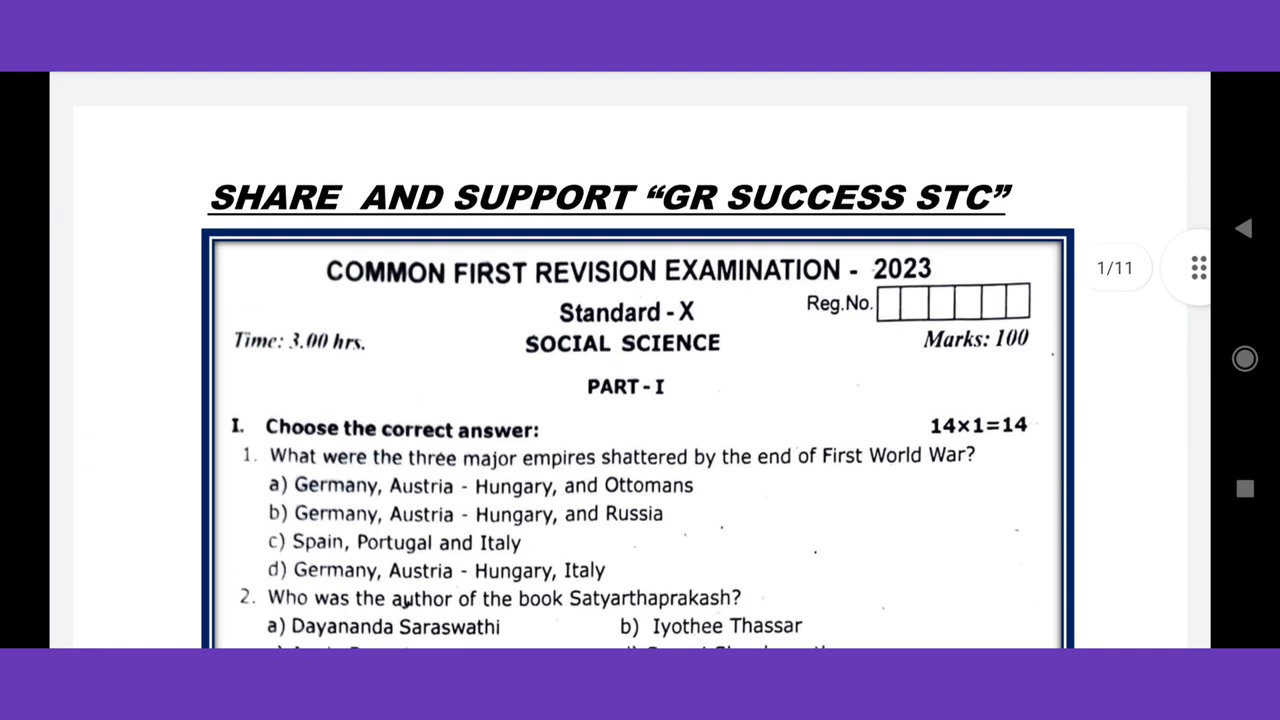 SHARE AND SUPPORT “GR SUCCESS STC”
COMMON FIRST REVISION EXAMINATION - 2023
Standard - X
Reg.No.
Time: 3.00 hrs.
SOCIAL SCIENCE
Marks: 100
PART - I
I. Choose the correct answer:
14×1=14
1. What were the three major empires shattered by the end of First World War?
a) Germany, Austria - Hungary, and Ottomans
b) Germany, Austria - Hungary, and Russia
c) Spain, Portugal and Italy
d) Germany, Austria - Hungary, Italy
2. Who was the author of the book Satyarthaprakash?
a) Dayananda Saraswathi b) Iyothee Thassar
1/11